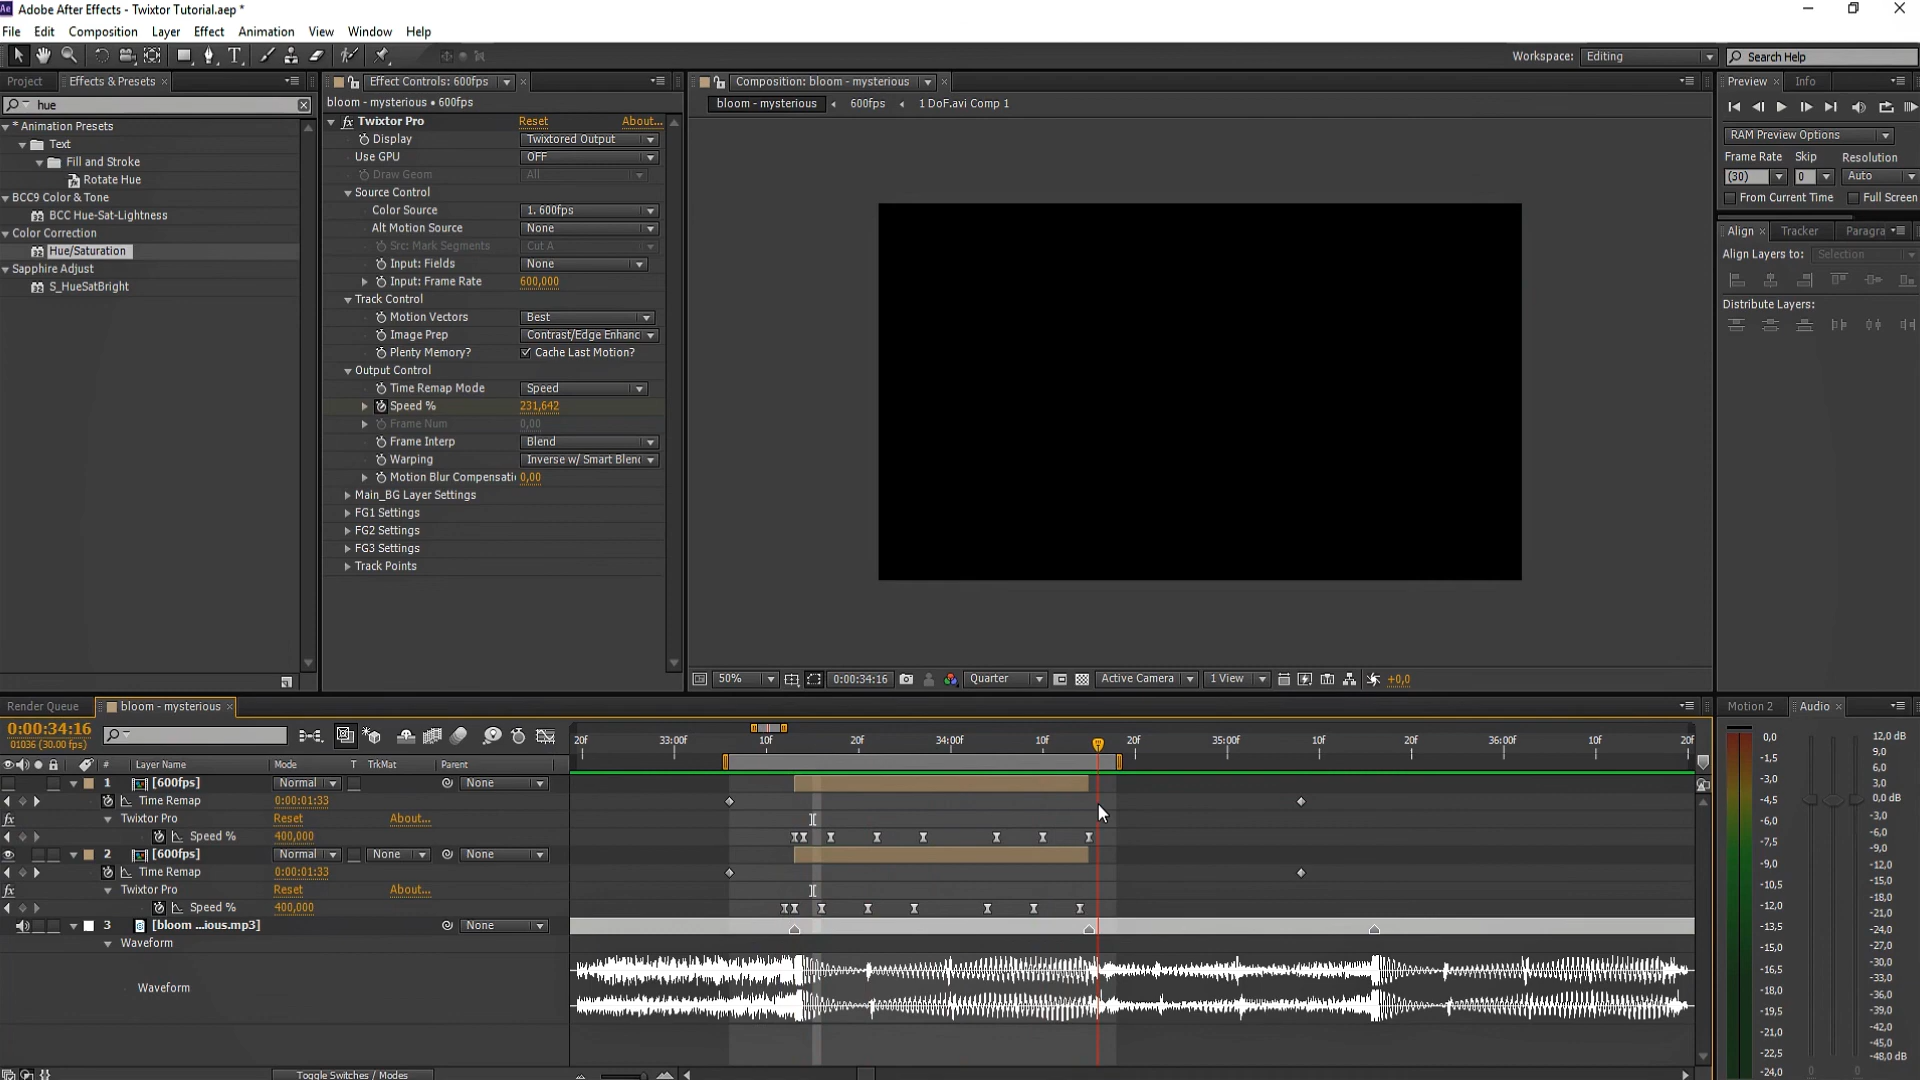 Adobe After Effects - Twixtor Tutorial.aep *
File Edit Composition Layer Effect Animation View Window Help
Workspace: Editing Search Help
Project Effects & Presets
hue
* Animation Presets
Text
Fill and Stroke
Rotate Hue
BCC9 Color & Tone
BCC Hue-Sat-Lightness
Color Correction
Hue/Saturation
Sapphire Adjust
S_HueSatBright
Effect Controls: 600fps
bloom - mysterious • 600fps
Twixtor Pro Reset About...
Display Twixtored Output
Use GPU OFF
Draw Geom All
Source Control
Color Source 1. 600fps
Alt Motion Source None
Src: Mark Segments Cut A
Input: Fields None
Input: Frame Rate 600,000
Track Control
Motion Vectors Best
Image Prep Contrast/Edge Enhanc
Plenty Memory? Cache Last Motion?
Output Control
Time Remap Mode Speed
Speed % 231,642
Frame Num 0,00
Frame Interp Blend
Warping Inverse w/ Smart Blend
Motion Blur Compensati 0,00
Main_BG Layer Settings
FG1 Settings
FG2 Settings
FG3 Settings
Track Points
Composition: bloom - mysterious
bloom - mysterious 600fps 1 DoF.avi Comp 1
50% 0:00:34:16 Quarter Active Camera 1 View +0,0
Preview Info
RAM Preview Options
Frame Rate Skip Resolution
(30) 0 Auto
From Current Time Full Screen
Align Tracker Paragra
Align Layers to: Selection
Distribute Layers:
Render Queue bloom - mysterious
0:00:34:16
01036 (30.00 fps)
# Layer Name Mode T TrkMat Parent
20f 33:00f 10f 20f 34:00f 10f 20f 35:00f 10f 20f 36:00f 10f 20f
1 [600fps] Normal None
Time Remap 0:00:01:33
Twixtor Pro Reset About...
Speed % 400,000
2 [600fps] Normal None None
Time Remap 0:00:01:33
Twixtor Pro Reset About...
Speed % 400,000
3 [bloom ...ious.mp3] None
Waveform
Waveform
Toggle Switches / Modes
Motion 2 Audio
0,0
-1,5
-3,0
-4,5
-6,0
-7,5
-9,0
-10,5
-12,0
-13,5
-15,0
-16,5
-18,0
-19,5
-21,0
-22,5
-24,0
12,0 dB
9,0
6,0
3,0
0,0 dB
-3,0
-6,0
-9,0
-12,0
-15,0
-18,0
-21,0
-24,0
-27,0
-30,0
-33,0
-36,0
-39,0
-42,0
-45,0
-48,0 dB
0 0